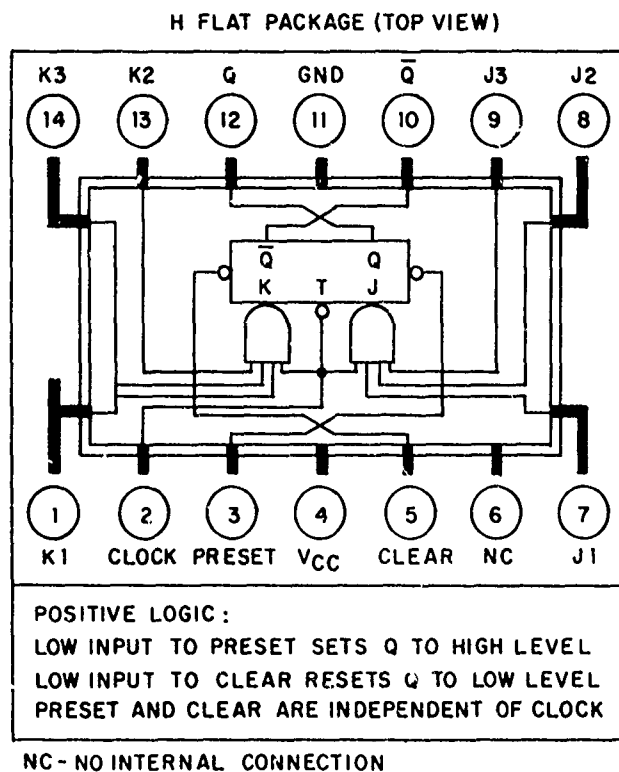 H FLAT PACKAGE (TOP VIEW)
K3 K2 Q GND Q̅ J3 J2
14 13 12 11 10 9 8
Q̅ Q
K T J
1 2 3 4 5 6 7
K1 CLOCK PRESET VCC CLEAR NC J1
POSITIVE LOGIC:
LOW INPUT TO PRESET SETS Q TO HIGH LEVEL
LOW INPUT TO CLEAR RESETS Q TO LOW LEVEL
PRESET AND CLEAR ARE INDEPENDENT OF CLOCK
NC - NO INTERNAL CONNECTION